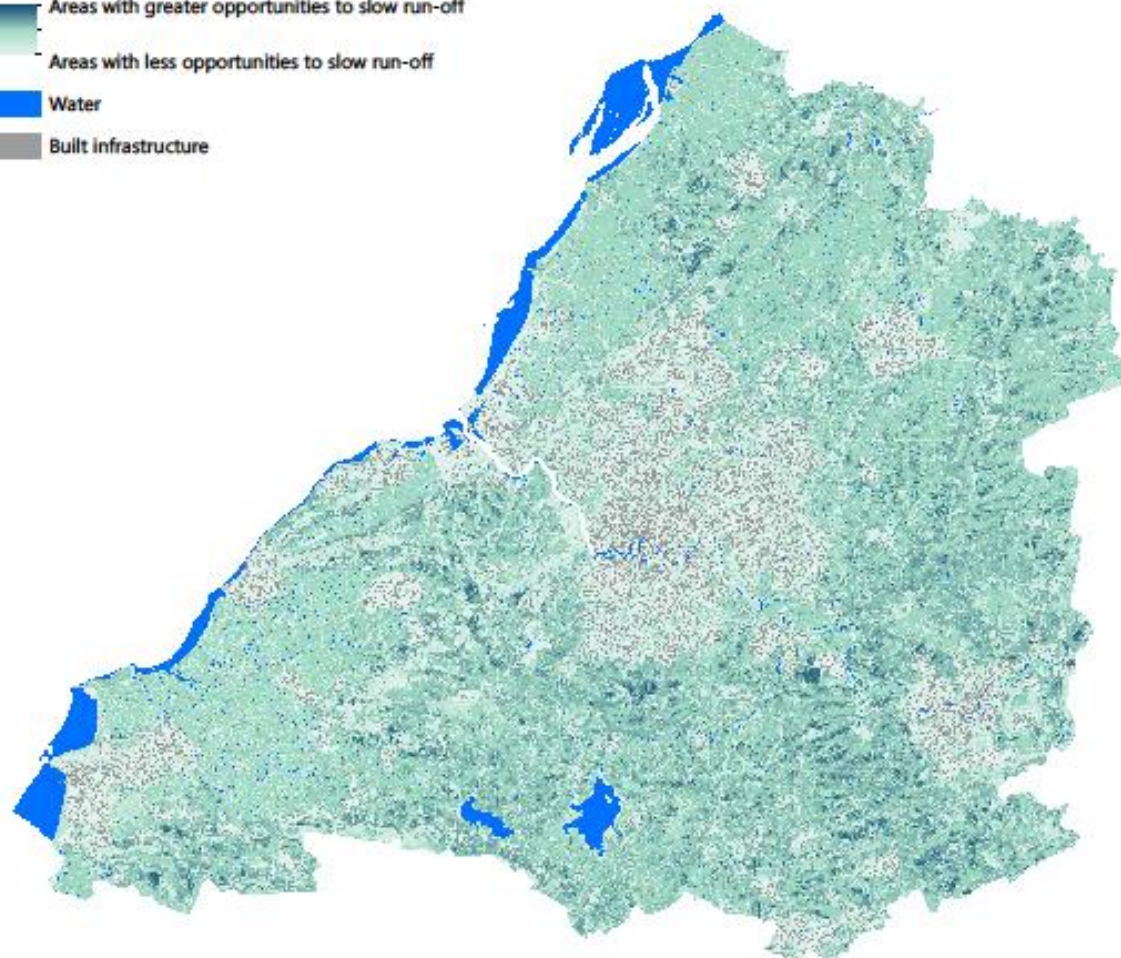 Areas with greater opportunities to slow run-off
Areas with less opportunities to slow run-off
Water
Built infrastructure